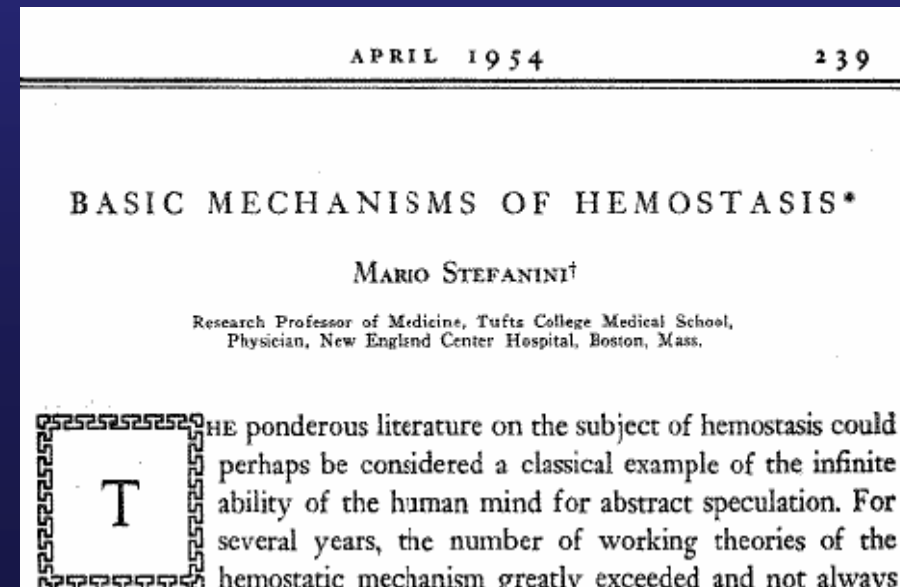 APRIL 1954 239
BASIC MECHANISMS OF HEMOSTASIS*
MARIO STEFANINI†
Research Professor of Medicine, Tufts College Medical School,
Physician, New England Center Hospital, Boston, Mass.
THE ponderous literature on the subject of hemostasis could
perhaps be considered a classical example of the infinite
ability of the human mind for abstract speculation. For
several years, the number of working theories of the
hemostatic mechanism greatly exceeded and not always